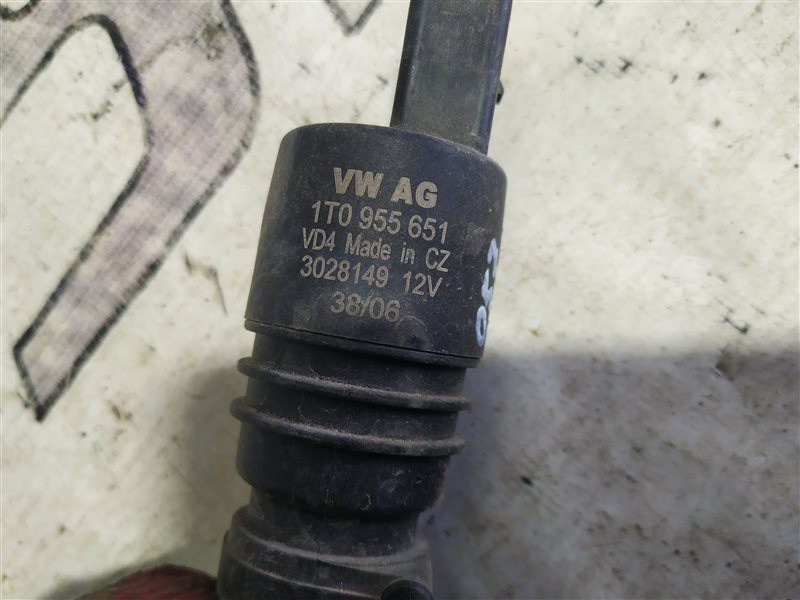 VW AG
1T0 955 651
VD4 Made in CZ
3028149 12V
38/06